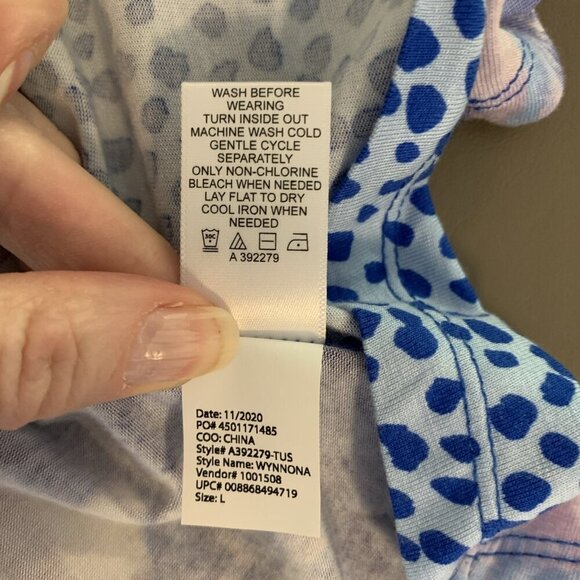 WASH BEFORE
WEARING
TURN INSIDE OUT
MACHINE WASH COLD
GENTLE CYCLE
SEPARATELY
ONLY NON-CHLORINE
BLEACH WHEN NEEDED
LAY FLAT TO DRY
COOL IRON WHEN
NEEDED
30C
A 392279
Date: 11/2020
PO# 4501171485
COO: CHINA
Style# A392279-TUS
Style Name: WYNNONA
Vendor# 1001508
UPC# 008868494719
Size: L